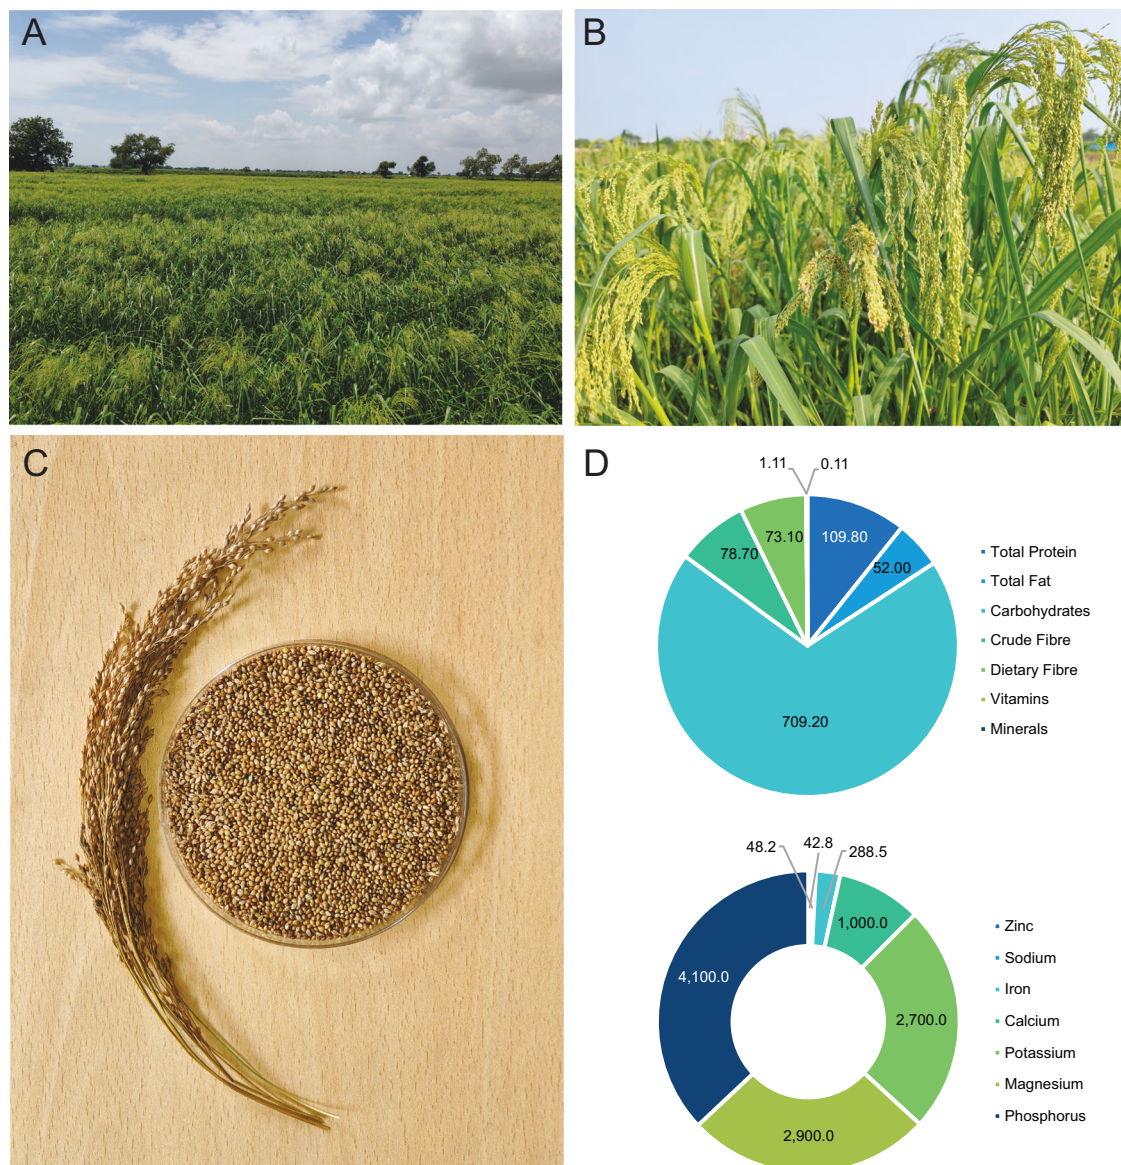 A
B
C
D
1.11
0.11
109.80
52.00
73.10
78.70
709.20
Total Protein
Total Fat
Carbohydrates
Crude Fibre
Dietary Fibre
Vitamins
Minerals
48.2
42.8
288.5
1,000.0
4,100.0
2,700.0
2,900.0
Zinc
Sodium
Iron
Calcium
Potassium
Magnesium
Phosphorus